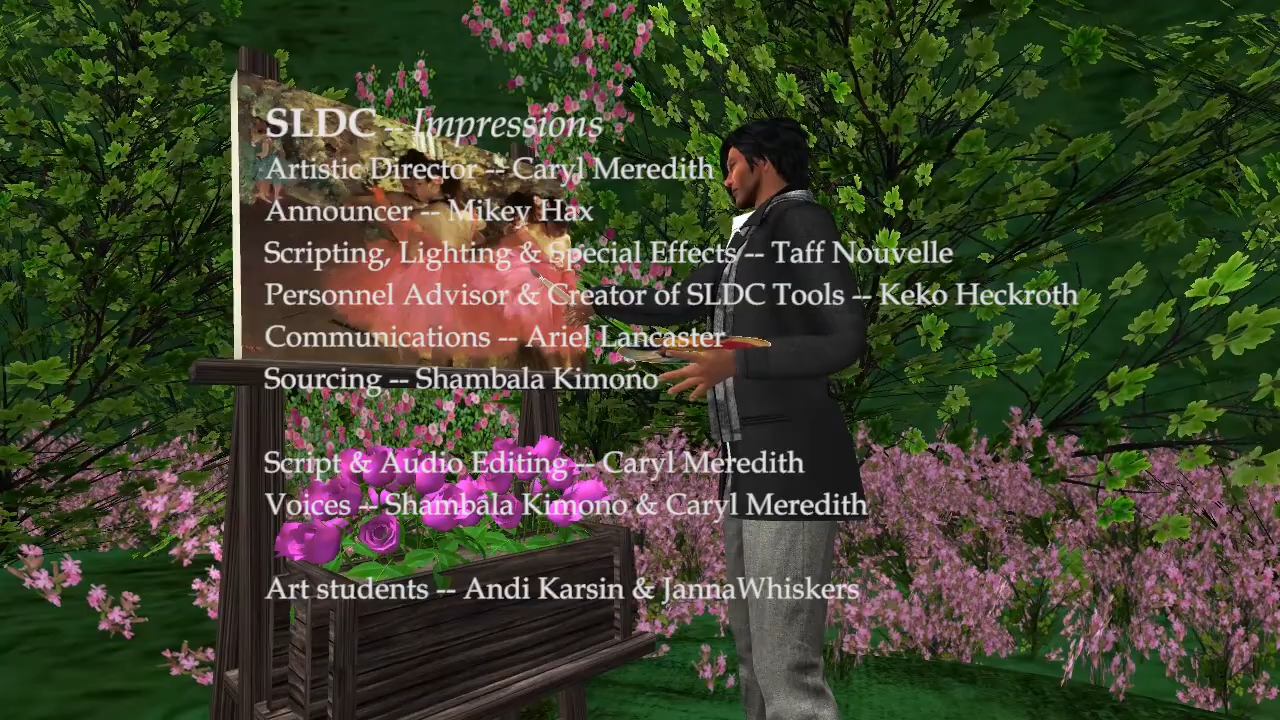 SLDC -- Impressions
Artistic Director -- Caryl Meredith
Announcer -- Mikey Hax
Scripting, Lighting & Special Effects -- Taff Nouvelle
Personnel Advisor & Creator of SLDC Tools -- Keko Heckroth
Communications -- Ariel Lancaster
Sourcing -- Shambala Kimono
Script & Audio Editing -- Caryl Meredith
Voices -- Shambala Kimono & Caryl Meredith
Art students -- Andi Karsin & JannaWhiskers